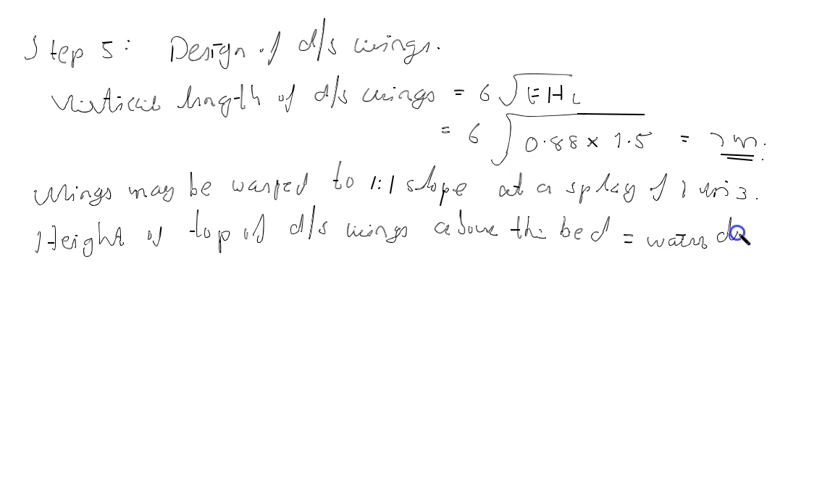 Step 5: Design of d/s wings.
Vertical length of d/s wings = 6 √EHL
= 6 √0.88 × 1.5 = 7 m.
Wings may be warped to 1:1 slope at a splay of 1 in 3.
Height of top of d/s wings above the bed = water d